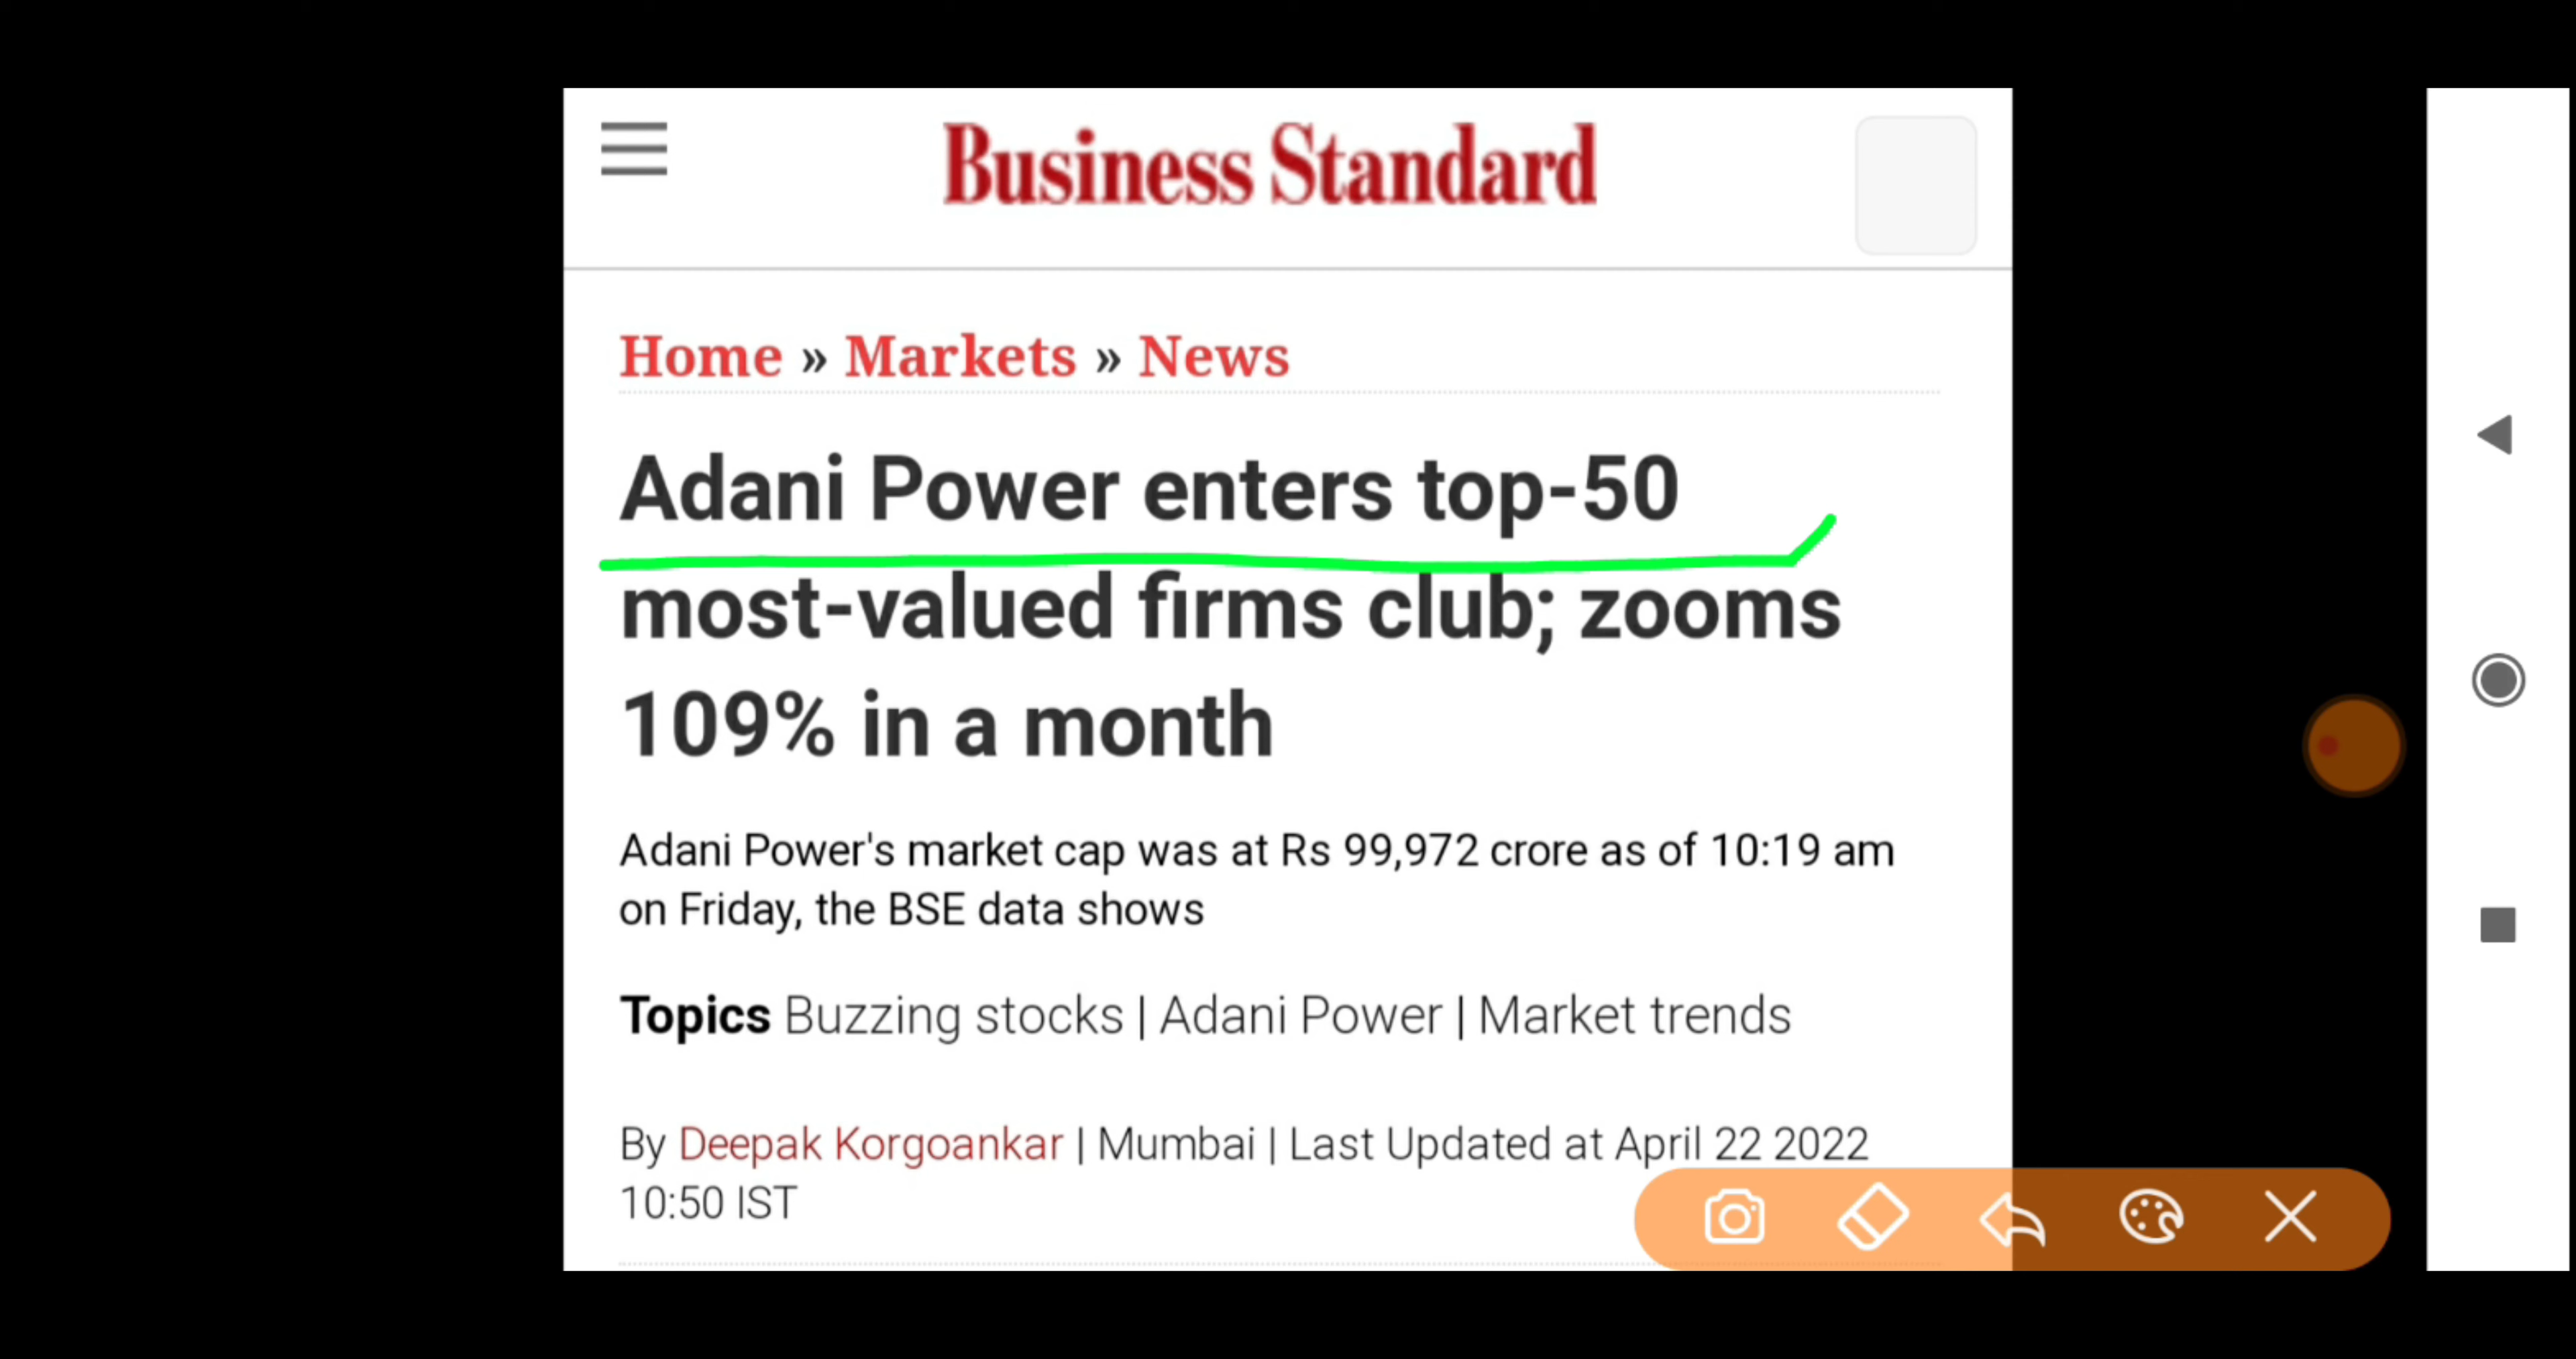 Business Standard
Home » Markets » News
Adani Power enters top-50
most-valued firms club; zooms
109% in a month
Adani Power's market cap was at Rs 99,972 crore as of 10:19 am
on Friday, the BSE data shows
Topics Buzzing stocks | Adani Power | Market trends
By Deepak Korgoankar | Mumbai | Last Updated at April 22 2022
10:50 IST